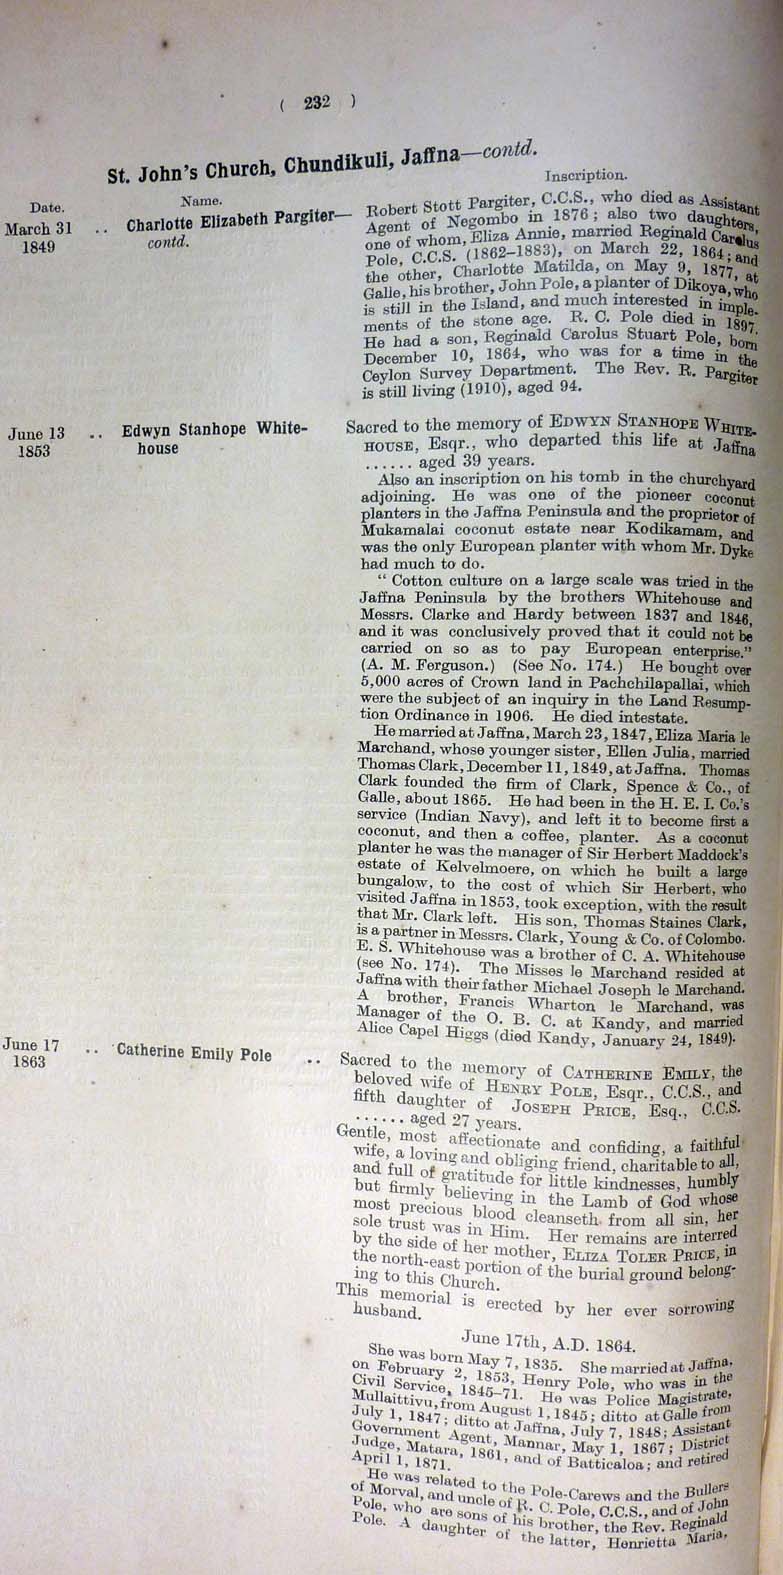 ( 232 )
St. John's Church, Chundikuli, Jaffna—contd.
Date. Name. Inscription.
March 31 .. Charlotte Elizabeth Pargiter— Robert Stott Pargiter, C.C.S., who died as Assistant
1849 contd. Agent of Negombo in 1876; also two daughters,
one of whom, Eliza Annie, married Reginald Carolus
Pole, C.C.S. (1862–1883), on March 22, 1864; and
the other, Charlotte Matilda, on May 9, 1877, at
Galle, his brother, John Pole, a planter of Dikoya, who
is still in the Island, and much interested in imple-
ments of the stone age. R. C. Pole died in 1897.
He had a son, Reginald Carolus Stuart Pole, born
December 10, 1864, who was for a time in the
Ceylon Survey Department. The Rev. R. Pargiter
is still living (1910), aged 94.
June 13 .. Edwyn Stanhope White- Sacred to the memory of EDWYN STANHOPE WHITE-
1853 house HOUSE, Esqr., who departed this life at Jaffna
...... aged 39 years.
Also an inscription on his tomb in the churchyard
adjoining. He was one of the pioneer coconut
planters in the Jaffna Peninsula and the proprietor of
Mukamalai coconut estate near Kodikamam, and
was the only European planter with whom Mr. Dyke
had much to do.
" Cotton culture on a large scale was tried in the
Jaffna Peninsula by the brothers Whitehouse and
Messrs. Clarke and Hardy between 1837 and 1846,
and it was conclusively proved that it could not be
carried on so as to pay European enterprise."
(A. M. Ferguson.) (See No. 174.) He bought over
5,000 acres of Crown land in Pachchilapallai, which
were the subject of an inquiry in the Land Resump-
tion Ordinance in 1906. He died intestate.
He married at Jaffna, March 23, 1847, Eliza Maria le
Marchand, whose younger sister, Ellen Julia, married
Thomas Clark, December 11, 1849, at Jaffna. Thomas
Clark founded the firm of Clark, Spence & Co., of
Galle, about 1865. He had been in the H. E. I. Co.'s
service (Indian Navy), and left it to become first a
coconut, and then a coffee, planter. As a coconut
planter he was the manager of Sir Herbert Maddock's
estate of Kelvelmoere, on which he built a large
bungalow, to the cost of which Sir Herbert, who
visited Jaffna in 1853, took exception, with the result
that Mr. Clark left. His son, Thomas Staines Clark,
is a partner in Messrs. Clark, Young & Co. of Colombo.
E. S. Whitehouse was a brother of C. A. Whitehouse
(see No. 174). The Misses le Marchand resided at
Jaffna with their father Michael Joseph le Marchand.
A brother, Francis Wharton le Marchand, was
Manager of the O. B. C. at Kandy, and married
Alice Capel Higgs (died Kandy, January 24, 1849).
June 17 .. Catherine Emily Pole .. Sacred to the memory of CATHERINE EMILY, the
1863 beloved wife of HENRY POLE, Esqr., C.C.S., and
fifth daughter of JOSEPH PRICE, Esq., C.C.S.
...... aged 27 years.
Gentle, most affectionate and confiding, a faithful
wife, a loving and obliging friend, charitable to all,
and full of gratitude for little kindnesses, humbly
but firmly believing in the Lamb of God whose
most precious blood cleanseth from all sin, her
sole trust was in Him. Her remains are interred
by the side of her mother, ELIZA TOLER PRICE, in
the north-east portion of the burial ground belong-
ing to this Church.
This memorial is erected by her ever sorrowing
husband.
June 17th, A.D. 1864.
She was born May 7, 1835. She married at Jaffna,
on February 2, 1853, Henry Pole, who was in the
Civil Service, 1845–71. He was Police Magistrate,
Mullaittivu, from August 1, 1845; ditto at Galle from
July 1, 1847; ditto at Jaffna, July 7, 1848; Assistant
Government Agent, Mannar, May 1, 1867; District
Judge, Matara, 1861, and of Batticaloa; and retired
April 1, 1871.
He was related to the Pole-Carews and the Bullers
of Morval, and uncle of R. C. Pole, C.C.S., and of John
Pole, who are sons of his brother, the Rev. Reginald
Pole. A daughter of the latter, Henrietta Maria,